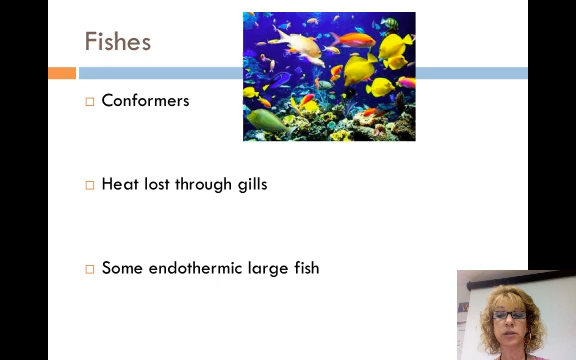 Fishes
Conformers
Heat lost through gills
Some endothermic large fish